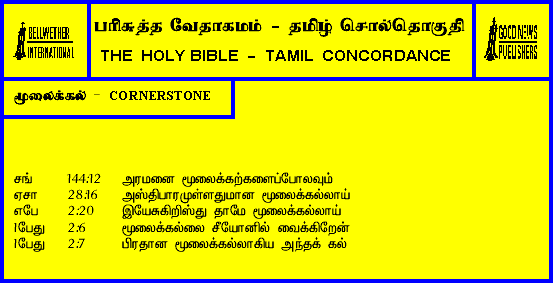 BELLWETHER
INTERNATIONAL
பரிசுத்த வேதாகமம் - தமிழ் சொல்தொகுதி
THE HOLY BIBLE - TAMIL CONCORDANCE
GOOD NEWS
PUBLISHERS
மூலைக்கல் - CORNERSTONE
சங் 144:12 அரமனை மூலைக்கற்களைப்போலவும்
ஏசா 28:16 அஸ்திபாரமுள்ளதுமான மூலைக்கல்லாய்
எபே 2:20 இயேசுகிறிஸ்து தாமே மூலைக்கல்லாய்
1பேது 2:6 மூலைக்கல்லை சீயோனில் வைக்கிறேன்
1பேது 2:7 பிரதான மூலைக்கல்லாகிய அந்தக் கல்